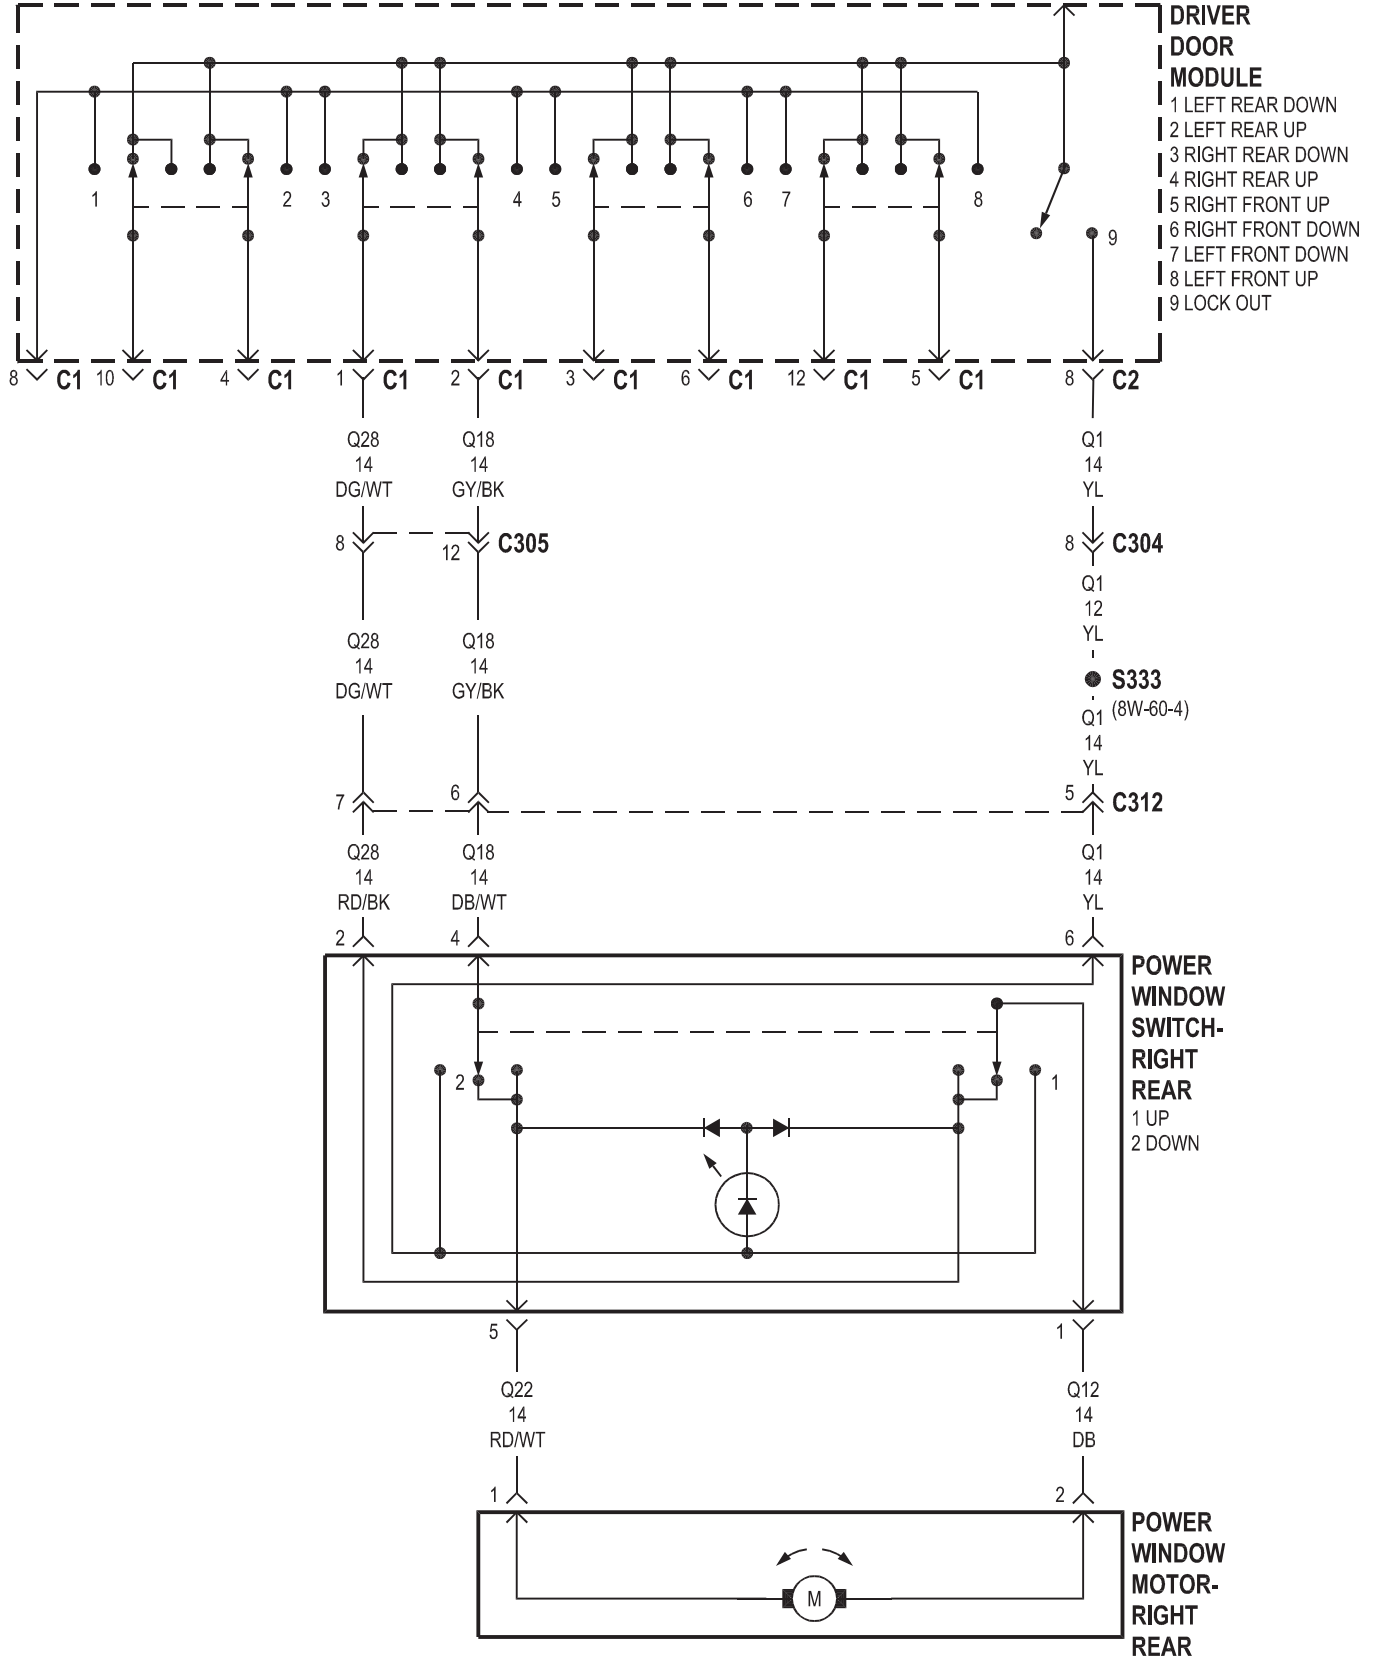 DRIVER
DOOR
MODULE
1 LEFT REAR DOWN
2 LEFT REAR UP
3 RIGHT REAR DOWN
4 RIGHT REAR UP
5 RIGHT FRONT UP
6 RIGHT FRONT DOWN
7 LEFT FRONT DOWN
8 LEFT FRONT UP
9 LOCK OUT
1 2 3 4 5 6 7 8
9
8 C1 10 C1 4 C1 1 C1 2 C1 3 C1 6 C1 12 C1 5 C1 8 C2
Q28 Q18 Q1
14 14 14
DG/WT GY/BK YL
8 12 C305 8 C304
Q1
12
YL
Q28 Q18
14 14
DG/WT GY/BK
S333
(8W-60-4)
Q1
14
YL
7 6 5 C312
Q28 Q18 Q1
14 14 14
RD/BK DB/WT YL
2 4 6
POWER
WINDOW
SWITCH-
RIGHT
REAR
1 UP
2 DOWN
2 1
5 1
Q22 Q12
14 14
RD/WT DB
1 2
POWER
WINDOW
MOTOR-
RIGHT
REAR
M